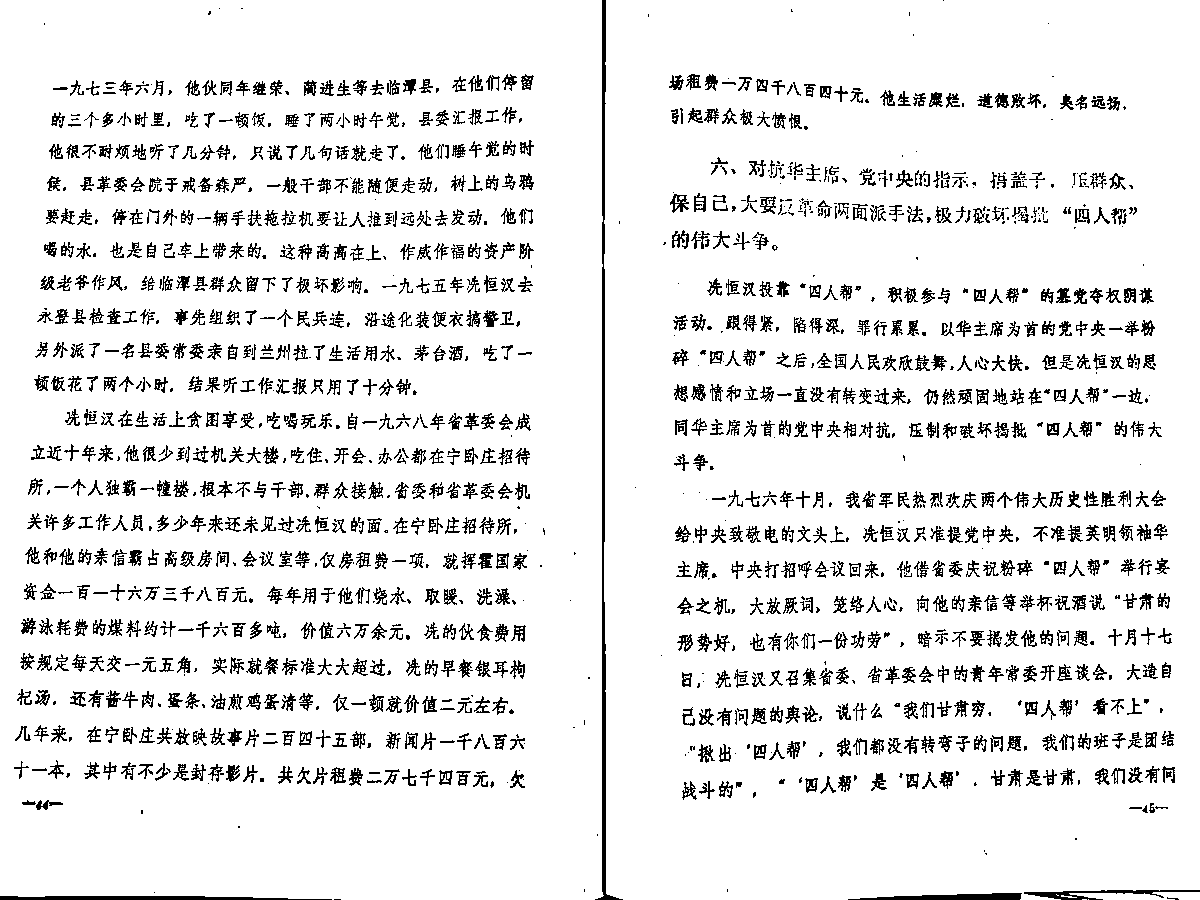 一九七三年六月，他伙同年继荣、蔺进生等去临潭县，在他们停留
的三个多小时里，吃了一顿饭，睡了两小时午觉，县委汇报工作，
他很不耐烦地听了几分钟，只说了几句话就走了。他们睡午觉的时
候，县革委会院子戒备森严，一般干部不能随便走动，树上的乌鸦
要赶走，停在门外的一辆手扶拖拉机要让人推到远处去发动。他们
喝的水，也是自己车上带来的。这种高高在上、作威作福的资产阶
级老爷作风，给临潭县群众留下了极坏影响。一九七五年冼恒汉去
永登县检查工作，事先组织了一个民兵连，沿途化装便衣搞警卫，
另外派了一名县委常委亲自到兰州拉了生活用水、茅台酒，吃了一
顿饭花了两个小时，结果听工作汇报只用了十分钟。
冼恒汉在生活上贪图享受，吃喝玩乐。自一九六八年省革委会成
立近十年来，他很少到过机关大楼，吃住、开会、办公都在宁卧庄招待
所，一个人独霸一幢楼，根本不与干部、群众接触，省委和省革委会机
关许多工作人员，多少年来还未见过冼恒汉的面。在宁卧庄招待所，
他和他的亲信霸占高级房间、会议室等，仅房租费一项，就挥霍国家
资金一百一十六万三千八百元。每年用于他们烧水、取暖、洗澡、
游泳耗费的煤料约计一千六百多吨，价值六万余元。冼的伙食费用
按规定每天交一元五角，实际就餐标准大大超过，冼的早餐银耳枸
杞汤，还有酱牛肉、蛋条、油煎鸡蛋清等，仅一顿就价值二元左右。
几年来，在宁卧庄共放映故事片二百四十五部，新闻片一千八百六
十一本，其中有不少是封存影片。共欠片租费二万七千四百元，欠
—44—
场租费一万四千八百四十元。他生活糜烂，道德败坏，臭名远扬，
引起群众极大愤恨。
六、对抗华主席、党中央的指示，捂盖子，压群众、
保自己，大耍反革命两面派手法，极力破坏揭批“四人帮”
的伟大斗争。
冼恒汉投靠“四人帮”，积极参与“四人帮”的篡党夺权阴谋
活动。跟得紧，陷得深，罪行累累。以华主席为首的党中央一举粉
碎“四人帮”之后，全国人民欢欣鼓舞，人心大快。但是冼恒汉的思
想感情和立场一直没有转变过来，仍然顽固地站在“四人帮”一边，
同华主席为首的党中央相对抗，压制和破坏揭批“四人帮”的伟大
斗争。
一九七六年十月，我省军民热烈欢庆两个伟大历史性胜利大会
给中央致敬电的文头上，冼恒汉只准提党中央，不准提英明领袖华
主席。中央打招呼会议回来，他借省委庆祝粉碎“四人帮”举行宴
会之机，大放厥词，笼络人心，向他的亲信等举杯祝酒说“甘肃的
形势好，也有你们一份功劳”，暗示不要揭发他的问题。十月十七
日，冼恒汉又召集省委、省革委会中的青年常委开座谈会，大造自
己没有问题的舆论，说什么“我们甘肃穷，‘四人帮’看不上”，
“揪出‘四人帮’，我们都没有转弯子的问题，我们的班子是团结
战斗的”，“‘四人帮’是‘四人帮’，甘肃是甘肃，我们没有问
—45—